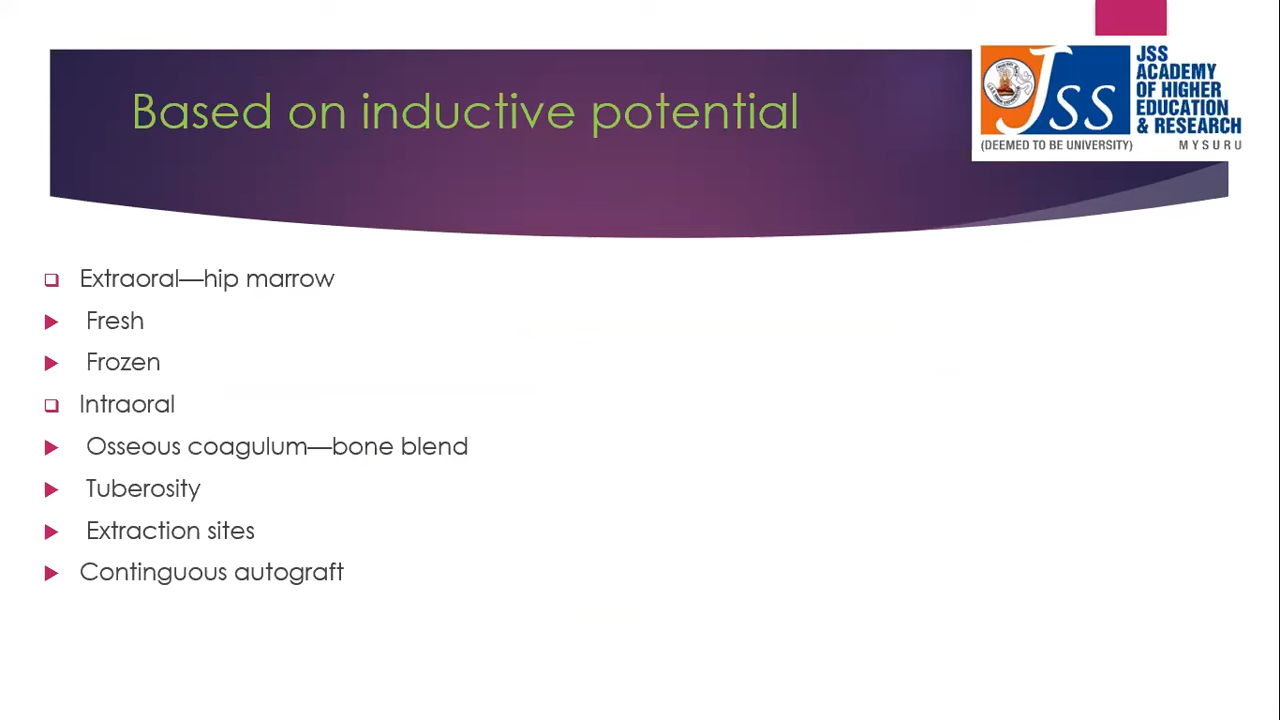 Based on inductive potential
JSS
JSS
ACADEMY
OF HIGHER
EDUCATION
& RESEARCH
(DEEMED TO BE UNIVERSITY) MYSURU
Extraoral—hip marrow
Fresh
Frozen
Intraoral
Osseous coagulum—bone blend
Tuberosity
Extraction sites
Continguous autograft